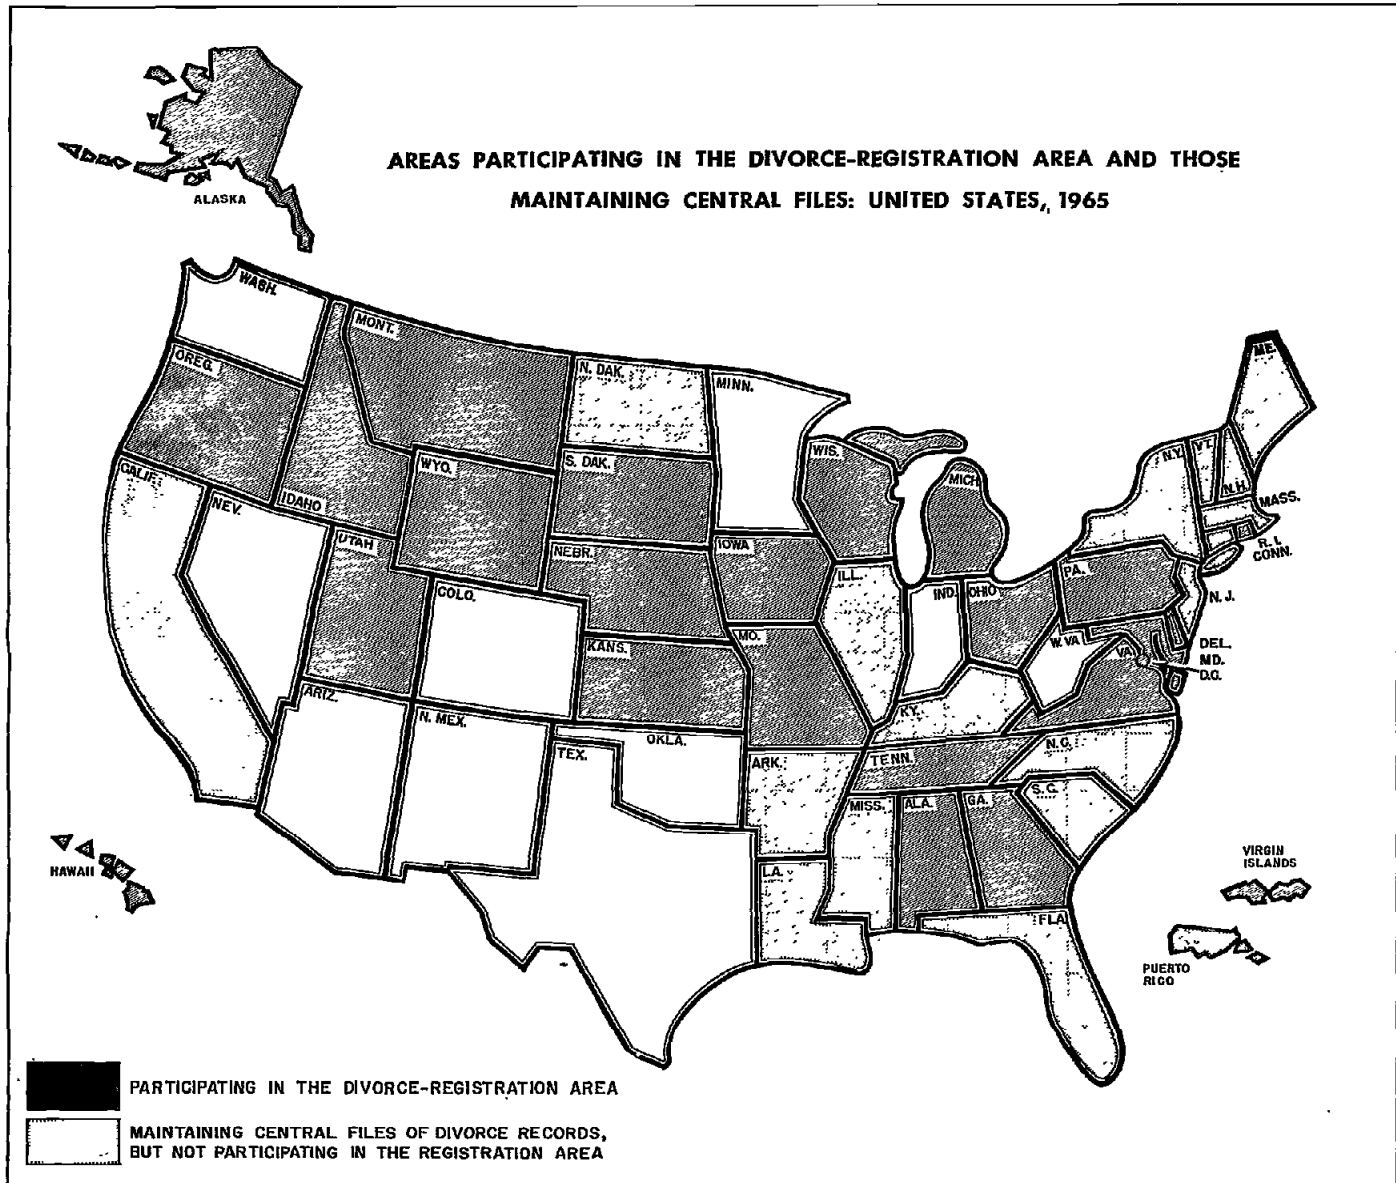 ALASKA
AREAS PARTICIPATING IN THE DIVORCE-REGISTRATION AREA AND THOSE
MAINTAINING CENTRAL FILES: UNITED STATES, 1965
WASH.
MONT.
OREG.
N. DAK.
MINN.
ME.
CALIF.
NEV.
IDAHO
WYO.
S. DAK.
WIS.
MICH.
N.Y.
VT.
N.H.
MASS.
R. I.
CONN.
UTAH
NEBR.
IOWA
COLO.
ILL.
IND.
OHIO
PA.
N. J.
KANS.
MO.
W. VA.
VA.
DEL.
MD.
D.C.
ARIZ.
N. MEX.
KY.
OKLA.
TEX.
ARK.
TENN.
N.C.
S.C.
MISS.
ALA.
GA.
LA.
FLA.
HAWAII
VIRGIN
ISLANDS
PUERTO
RICO
PARTICIPATING IN THE DIVORCE-REGISTRATION AREA
MAINTAINING CENTRAL FILES OF DIVORCE RECORDS,
BUT NOT PARTICIPATING IN THE REGISTRATION AREA